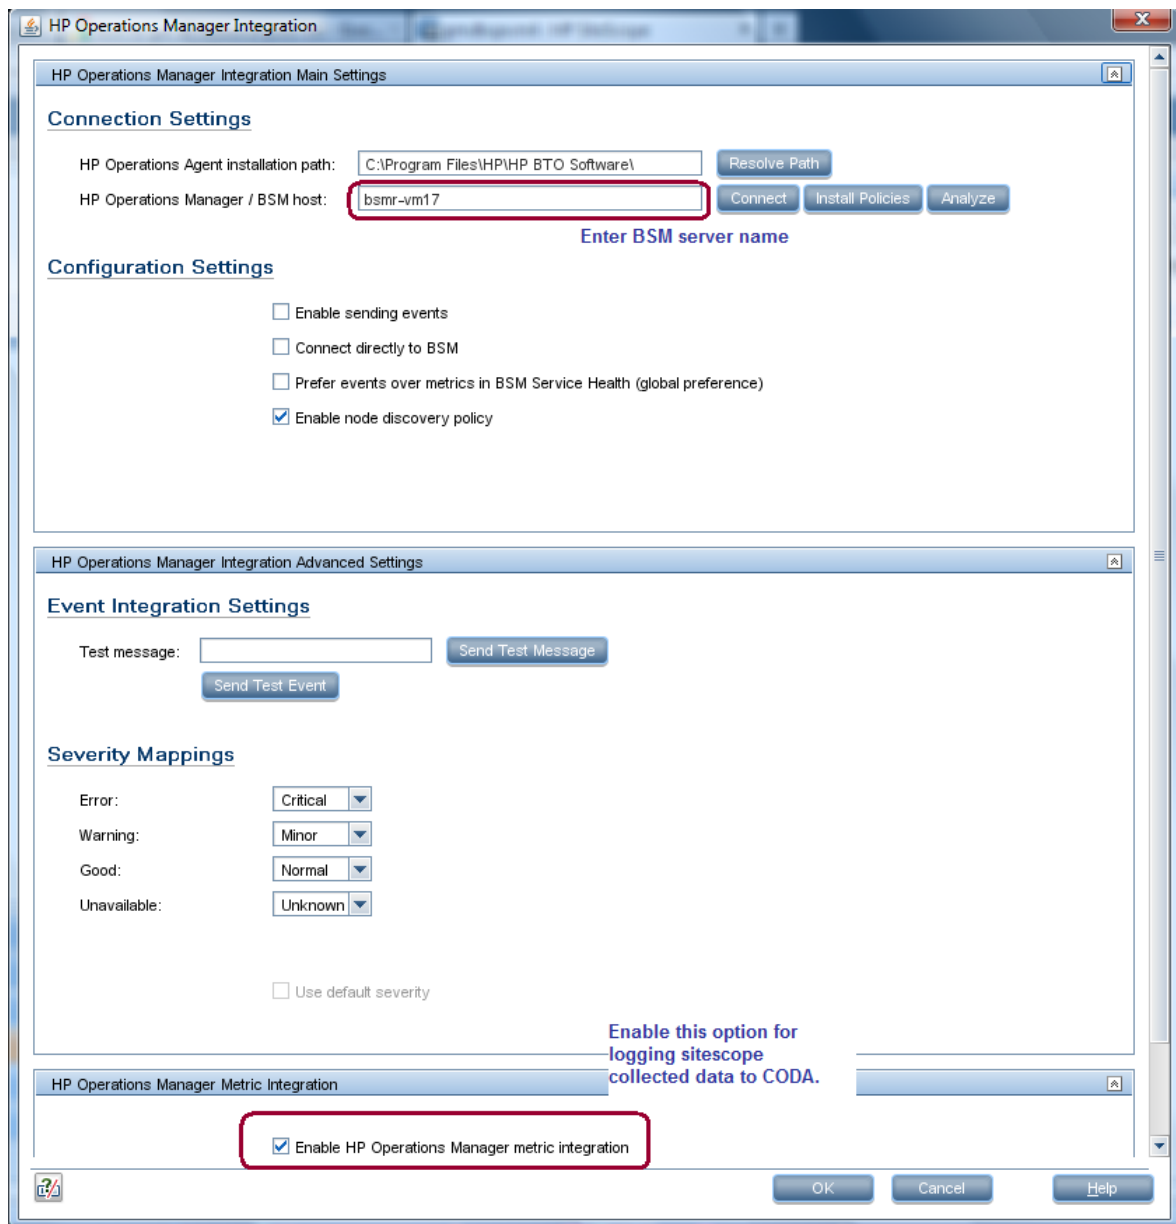 HP Operations Manager Integration
HP Operations Manager Integration Main Settings
Connection Settings
HP Operations Agent installation path: C:\Program Files\HP\HP BTO Software\ Resolve Path
HP Operations Manager / BSM host: bsmr-vm17 Connect Install Policies Analyze
Enter BSM server name
Configuration Settings
Enable sending events
Connect directly to BSM
Prefer events over metrics in BSM Service Health (global preference)
Enable node discovery policy
HP Operations Manager Integration Advanced Settings
Event Integration Settings
Test message: Send Test Message
Send Test Event
Severity Mappings
Error: Critical
Warning: Minor
Good: Normal
Unavailable: Unknown
Use default severity
Enable this option for
logging sitescope
collected data to CODA.
HP Operations Manager Metric Integration
Enable HP Operations Manager metric integration
OK Cancel Help